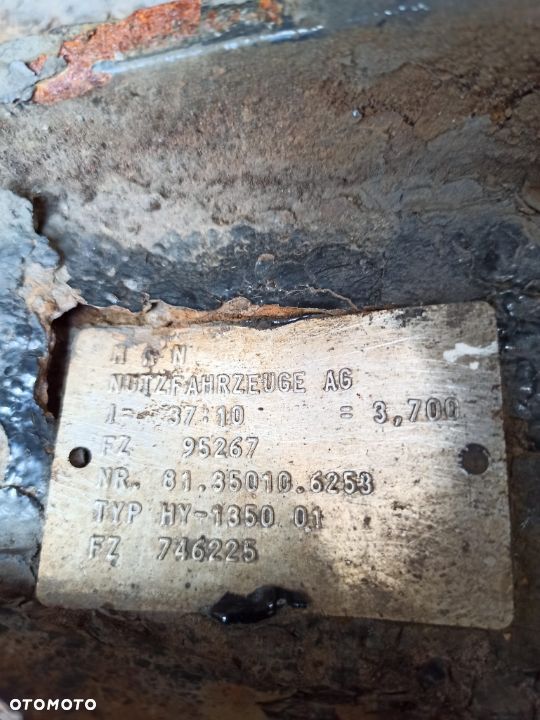 M A N
NUTZFAHRZEUGE AG
I= 37:10 = 3,700
FZ 95267
NR. 81.35010.6253
TYP HY-1350 01
FZ 746225
OTOMOTO